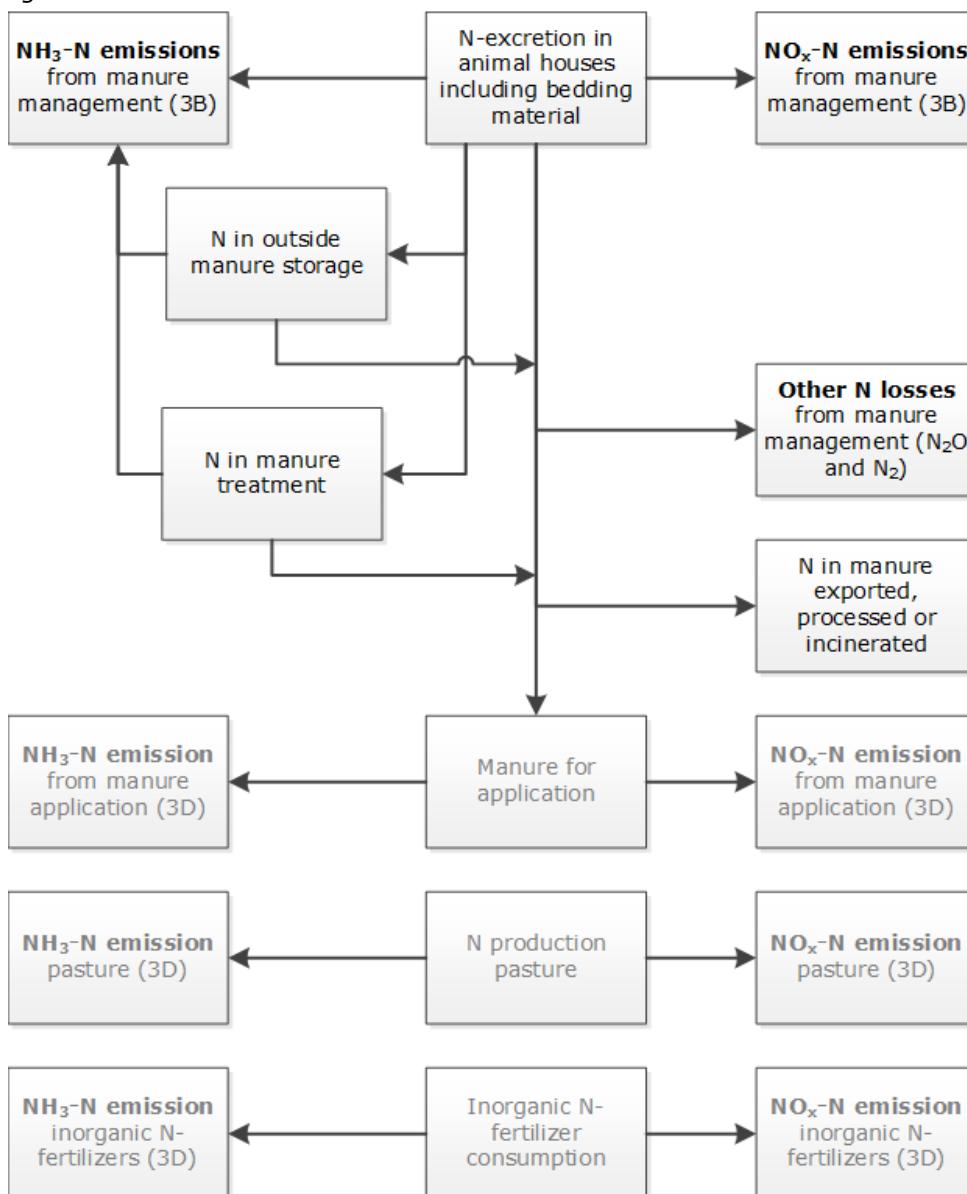 NH₃-N emissions
from manure
management (3B)
N-excretion in
animal houses
including bedding
material
NOₓ-N emissions
from manure
management (3B)
N in outside
manure storage
Other N losses
from manure
management (N₂O
and N₂)
N in manure
treatment
N in manure
exported,
processed or
incinerated
NH₃-N emission
from manure
application (3D)
Manure for
application
NOₓ-N emission
from manure
application (3D)
NH₃-N emission
pasture (3D)
N production
pasture
NOₓ-N emission
pasture (3D)
NH₃-N emission
inorganic N-
fertilizers (3D)
Inorganic N-
fertilizer
consumption
NOₓ-N emission
inorganic N-
fertilizers (3D)